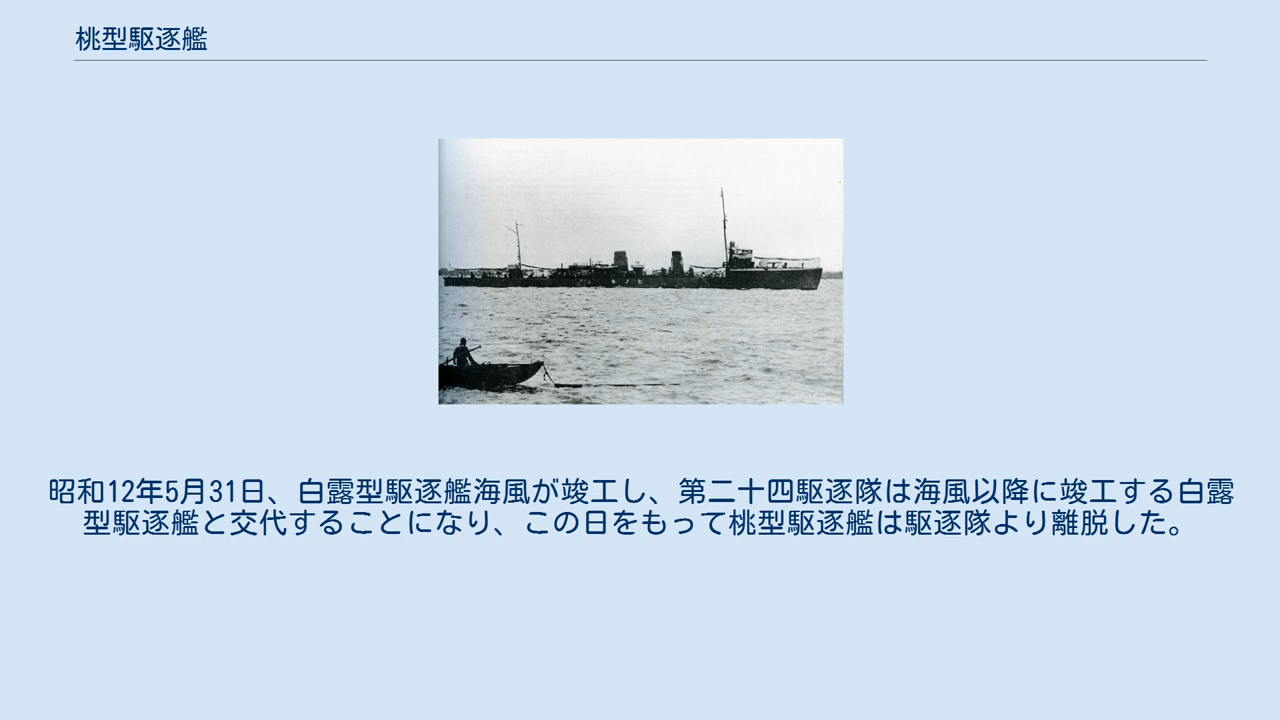 桃型駆逐艦
昭和12年5月31日、白露型駆逐艦海風が竣工し、第二十四駆逐隊は海風以降に竣工する白露
型駆逐艦と交代することになり、この日をもって桃型駆逐艦は駆逐隊より離脱した。